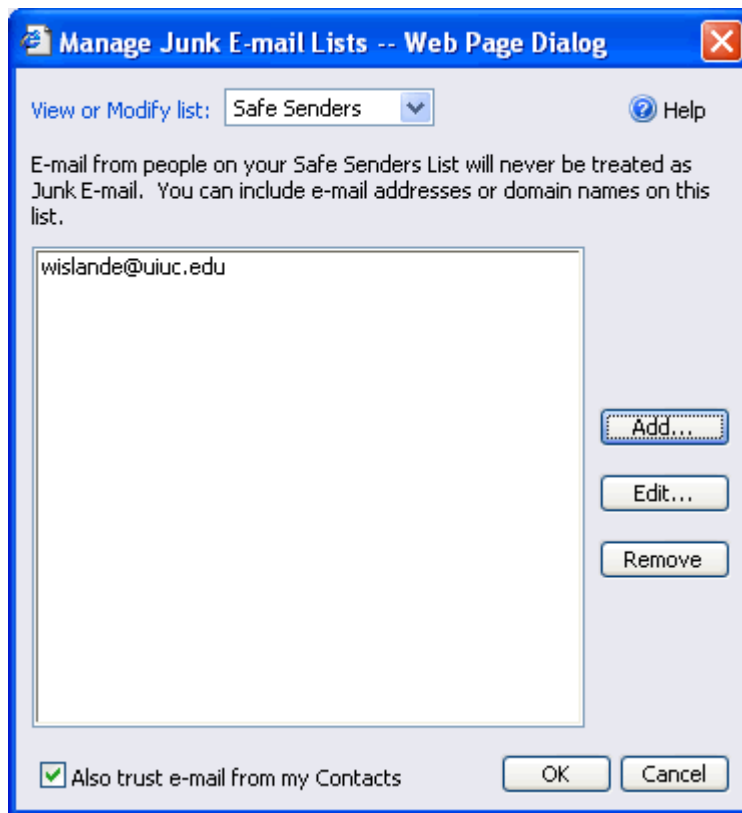 Manage Junk E-mail Lists -- Web Page Dialog
View or Modify list: Safe Senders Help
E-mail from people on your Safe Senders List will never be treated as
Junk E-mail. You can include e-mail addresses or domain names on this
list.
wislande@uiuc.edu
Add...
Edit...
Remove
Also trust e-mail from my Contacts OK Cancel